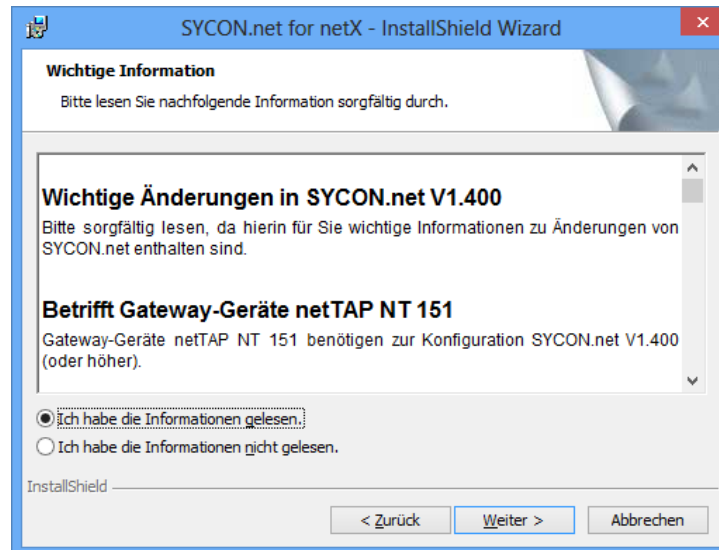 SYCON.net for netX - InstallShield Wizard
Wichtige Information
Bitte lesen Sie nachfolgende Information sorgfältig durch.
Wichtige Änderungen in SYCON.net V1.400
Bitte sorgfältig lesen, da hierin für Sie wichtige Informationen zu Änderungen von
SYCON.net enthalten sind.
Betrifft Gateway-Geräte netTAP NT 151
Gateway-Geräte netTAP NT 151 benötigen zur Konfiguration SYCON.net V1.400
(oder höher).
Ich habe die Informationen gelesen.
Ich habe die Informationen nicht gelesen.
InstallShield
< Zurück
Weiter >
Abbrechen